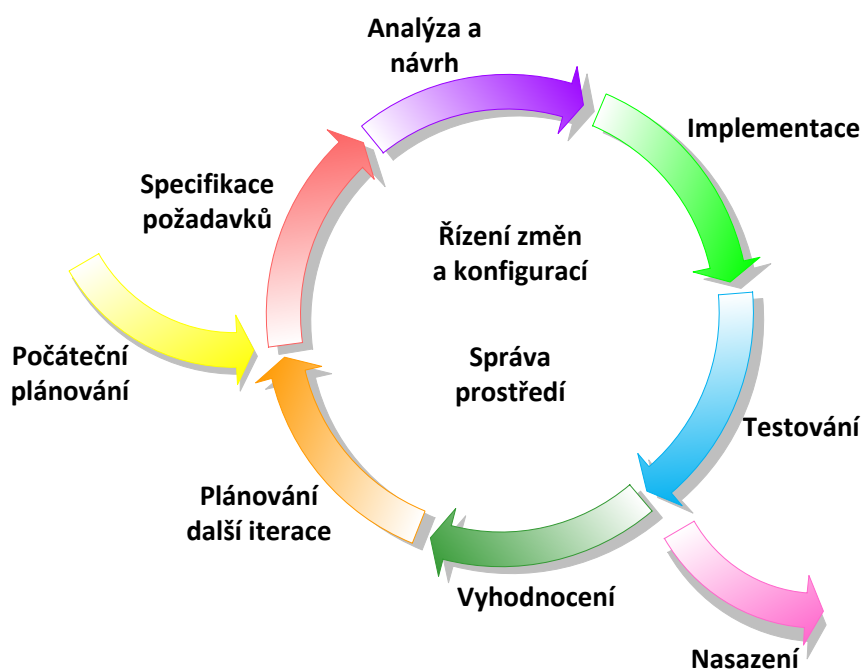 Analýza a
návrh
Implementace
Specifikace
požadavků
Řízení změn
a konfigurací
Počáteční
plánování
Správa
prostředí
Testování
Plánování
další iterace
Vyhodnocení
Nasazení